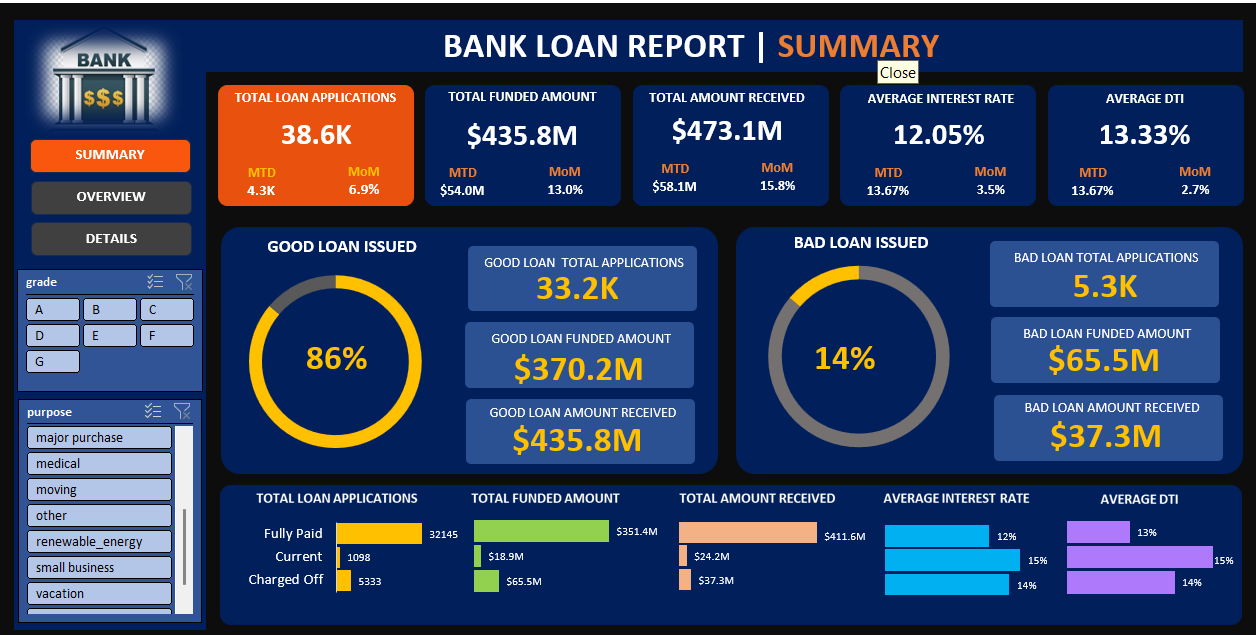 BANK LOAN REPORT | SUMMARY
Close
BANK
$$$
SUMMARY
OVERVIEW
DETAILS
grade
A B C
D E F
G
purpose
major purchase
medical
moving
other
renewable_energy
small business
vacation
TOTAL LOAN APPLICATIONS
38.6K
MTD MoM
4.3K 6.9%
TOTAL FUNDED AMOUNT
$435.8M
MTD MoM
$54.0M 13.0%
TOTAL AMOUNT RECEIVED
$473.1M
MTD MoM
$58.1M 15.8%
AVERAGE INTEREST RATE
12.05%
MTD MoM
13.67% 3.5%
AVERAGE DTI
13.33%
MTD MoM
13.67% 2.7%
GOOD LOAN ISSUED
86%
GOOD LOAN TOTAL APPLICATIONS
33.2K
GOOD LOAN FUNDED AMOUNT
$370.2M
GOOD LOAN AMOUNT RECEIVED
$435.8M
BAD LOAN ISSUED
14%
BAD LOAN TOTAL APPLICATIONS
5.3K
BAD LOAN FUNDED AMOUNT
$65.5M
BAD LOAN AMOUNT RECEIVED
$37.3M
TOTAL LOAN APPLICATIONS
Fully Paid 32145
Current 1098
Charged Off 5333
TOTAL FUNDED AMOUNT
$351.4M
$18.9M
$65.5M
TOTAL AMOUNT RECEIVED
$411.6M
$24.2M
$37.3M
AVERAGE INTEREST RATE
12%
15%
14%
AVERAGE DTI
13%
15%
14%